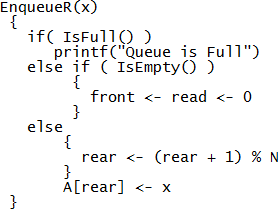 EnqueueR(x)
{
if( IsFull() )
printf("Queue is Full")
else if ( IsEmpty() )
{
front <- read <- 0
}
else
{
rear <- (rear + 1) % N
}
A[rear] <- x
}